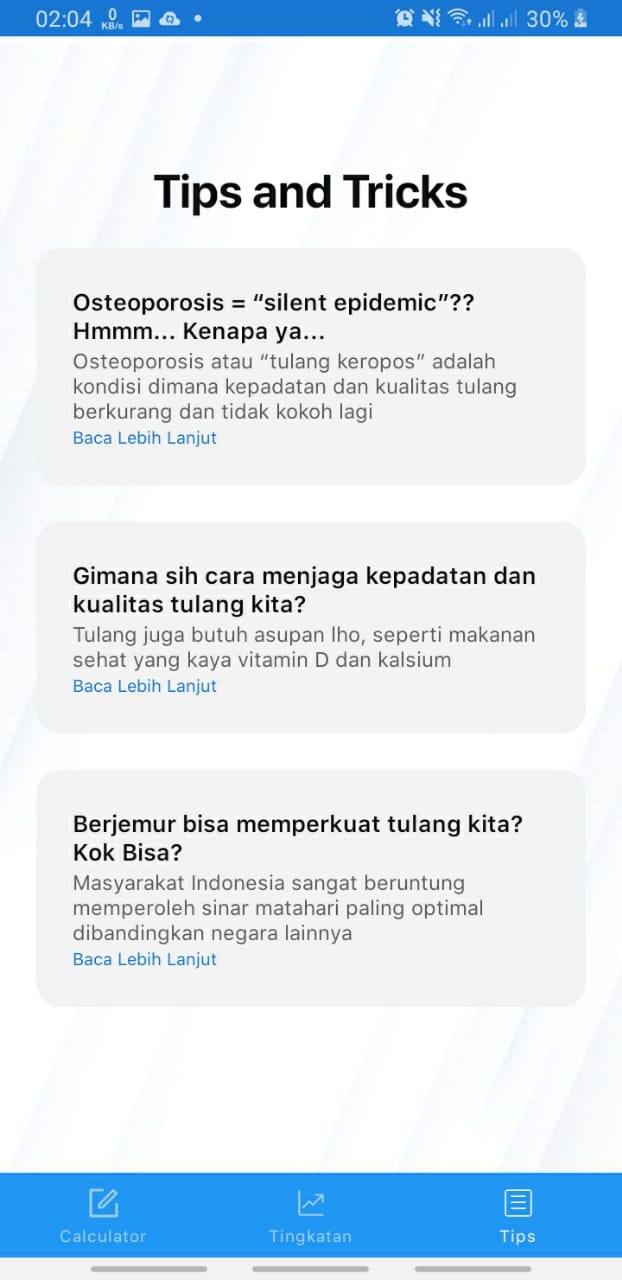 02:04 0 KB/s 30%
Tips and Tricks
Osteoporosis = “silent epidemic”??
Hmmm... Kenapa ya...
Osteoporosis atau “tulang keropos” adalah
kondisi dimana kepadatan dan kualitas tulang
berkurang dan tidak kokoh lagi
Baca Lebih Lanjut
Gimana sih cara menjaga kepadatan dan
kualitas tulang kita?
Tulang juga butuh asupan lho, seperti makanan
sehat yang kaya vitamin D dan kalsium
Baca Lebih Lanjut
Berjemur bisa memperkuat tulang kita?
Kok Bisa?
Masyarakat Indonesia sangat beruntung
memperoleh sinar matahari paling optimal
dibandingkan negara lainnya
Baca Lebih Lanjut
Calculator Tingkatan Tips